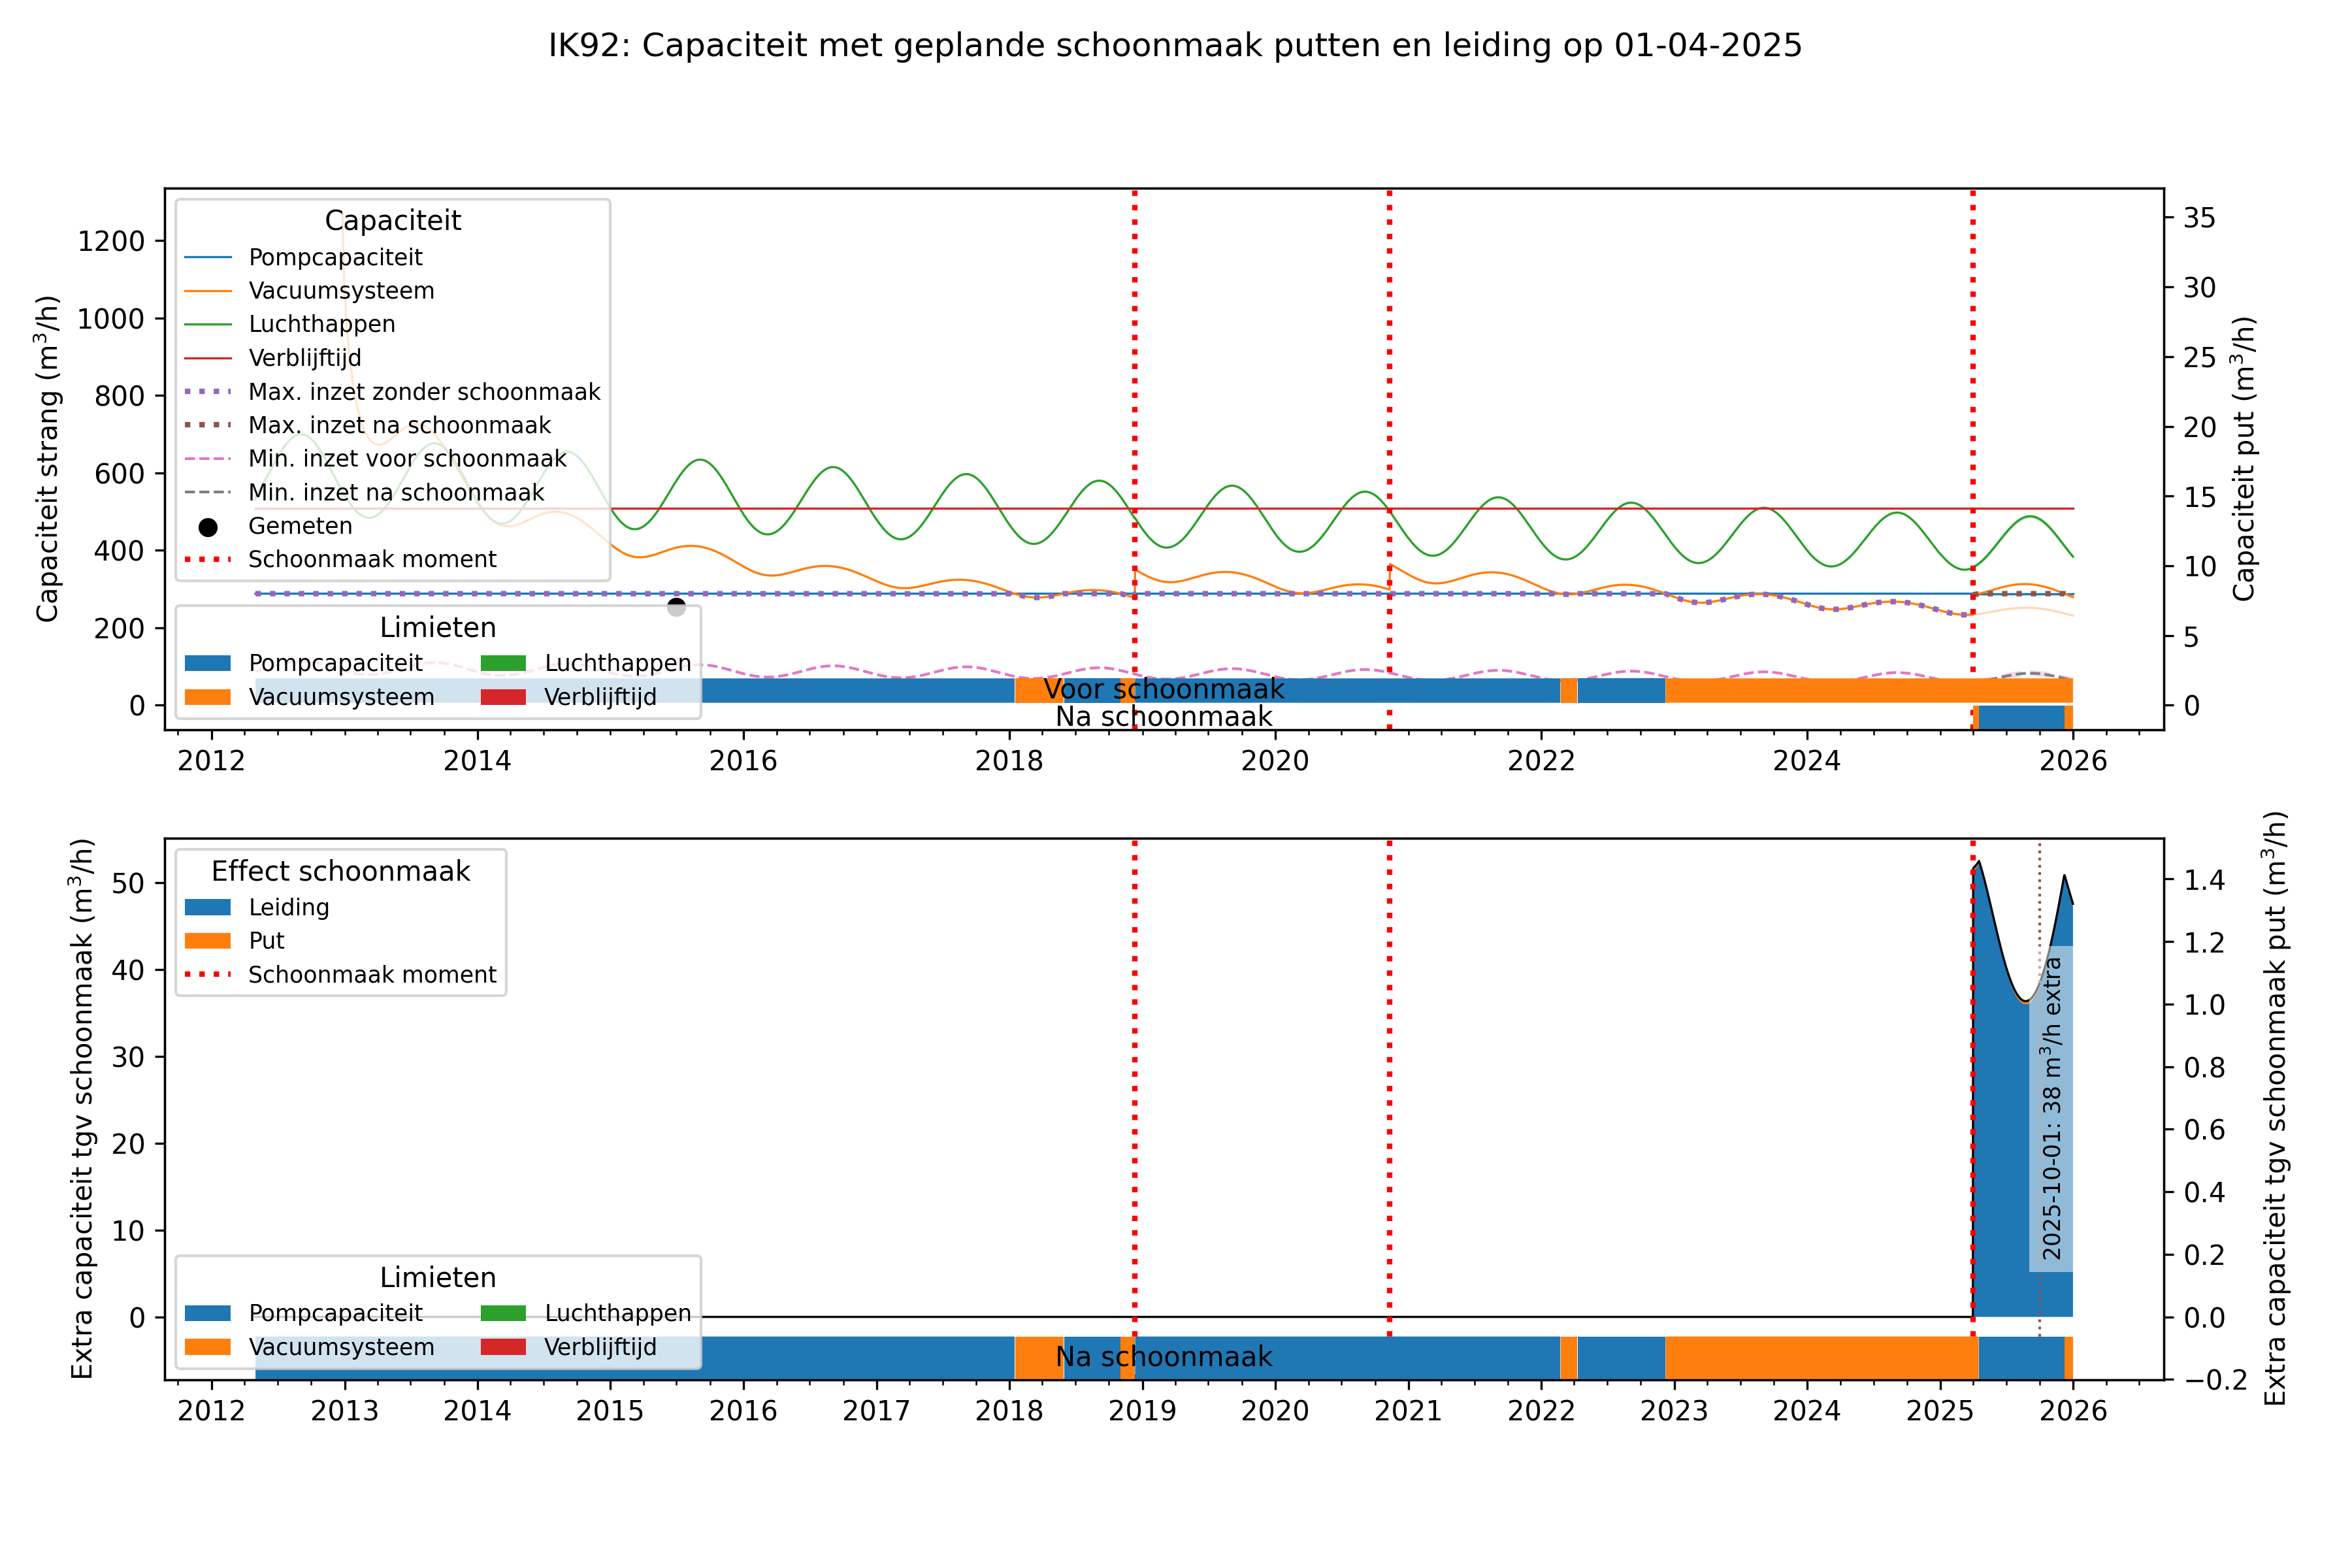 IK92: Capaciteit met geplande schoonmaak putten en leiding op 01-04-2025
Capaciteit strang (m³/h)
1200
1000
800
600
400
200
0
Capaciteit
Pompcapaciteit
Vacuumsysteem
Luchthappen
Verblijftijd
Max. inzet zonder schoonmaak
Max. inzet na schoonmaak
Min. inzet voor schoonmaak
Min. inzet na schoonmaak
Gemeten
Schoonmaak moment
Limieten
Pompcapaciteit Luchthappen
Vacuumsysteem Verblijftijd
Voor schoonmaak
Na schoonmaak
35
30
25
20
15
10
5
0
Capaciteit put (m³/h)
2012 2014 2016 2018 2020 2022 2024 2026
Extra capaciteit tgv schoonmaak (m³/h)
50
40
30
20
10
0
Effect schoonmaak
Leiding
Put
Schoonmaak moment
Limieten
Pompcapaciteit Luchthappen
Vacuumsysteem Verblijftijd
Na schoonmaak
2025-10-01: 38 m³/h extra
1.4
1.2
1.0
0.8
0.6
0.4
0.2
0.0
−0.2
Extra capaciteit tgv schoonmaak put (m³/h)
2012 2013 2014 2015 2016 2017 2018 2019 2020 2021 2022 2023 2024 2025 2026